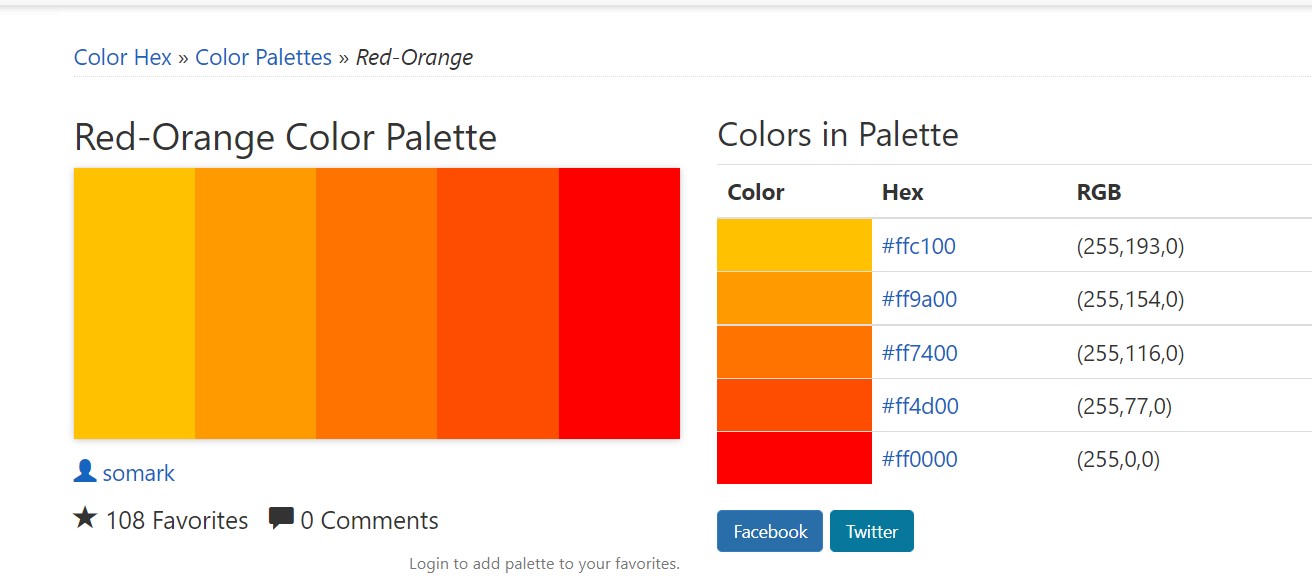 Color Hex » Color Palettes » Red-Orange
Red-Orange Color Palette
somark
108 Favorites 0 Comments
Login to add palette to your favorites.
Colors in Palette
Color Hex RGB
#ffc100 (255,193,0)
#ff9a00 (255,154,0)
#ff7400 (255,116,0)
#ff4d00 (255,77,0)
#ff0000 (255,0,0)
Facebook Twitter